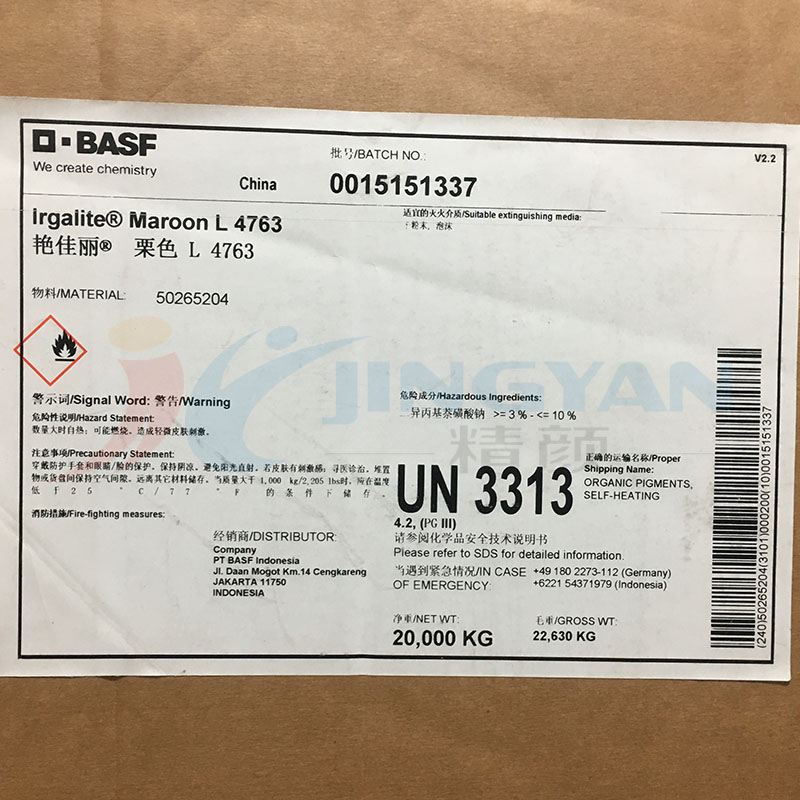 BASF
We create chemistry
批号/BATCH NO.:
V2.2
China
0015151337
Irgalite® Maroon L 4763
艳佳丽® 栗色 L 4763
适宜的灭火介质/Suitable extinguishing media:
干粉末, 泡沫
物料/MATERIAL: 50265204
JINGYAN
精颜
警示词/Signal Word: 警告/Warning
危险性说明/Hazard Statement:
数量大时自热; 可能燃烧。造成轻微皮肤刺激。
危险成分/Hazardous Ingredients:
二异丙基萘磺酸钠 >= 3 % - <= 10 %
注意事项/Precautionary Statement:
穿戴防护手套和眼睛/脸的保护。保持阴凉。避免阳光直射。若皮肤有刺激感: 寻医诊治。堆置
物或货盘间保持空气间隙。远离其它材料储存。当质量大于 1,000 kg/2,205 lbs时, 应在温度
低于25 °C/77 °F 的条件下储存。
消防措施/Fire-fighting measures:
UN 3313
正确的运输名称/Proper
Shipping Name:
ORGANIC PIGMENTS,
SELF-HEATING
4.2, (PG III)
请参阅化学品安全技术说明书
Please refer to SDS for detailed information.
经销商/DISTRIBUTOR:
Company
PT BASF Indonesia
Jl. Daan Mogot Km.14 Cengkareng
JAKARTA 11750
INDONESIA
当遇到紧急情况/IN CASE
OF EMERGENCY:
+49 180 2273-112 (Germany)
+6221 54371979 (Indonesia)
净重/NET WT:
20,000 KG
毛重/GROSS WT:
22,630 KG
(240)50265204(3101)000200(10)0015151337